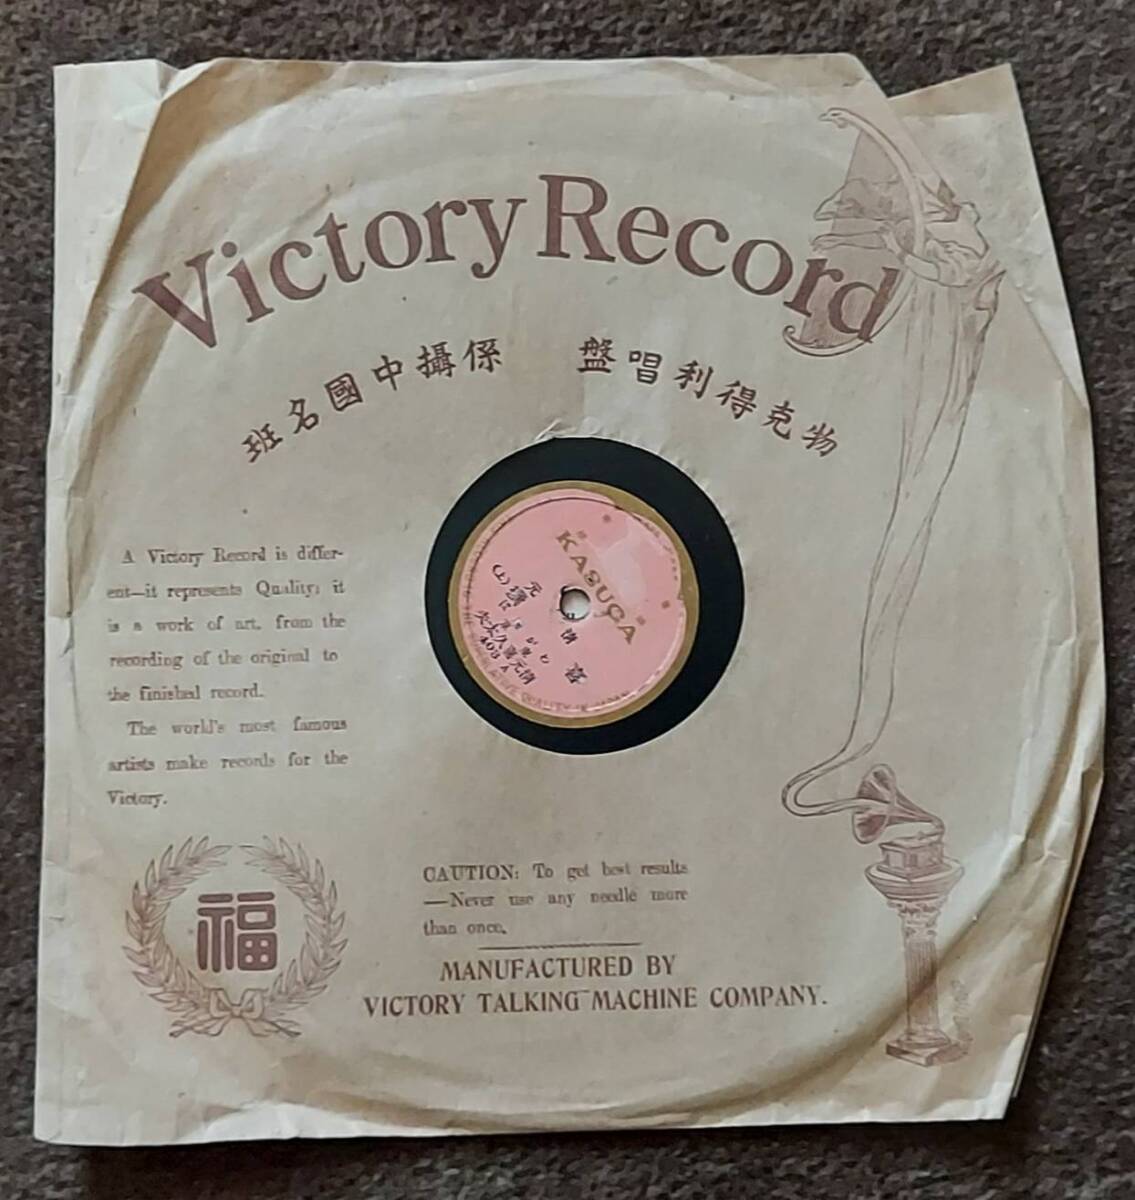 Victory Record
物克得利唱盤 係攝中國名班
A Victory Record is differ-
ent—it represents Quality; it
is a work of art, from the
recording of the original to
the finished record.
The world's most famous
artists make records for the
Victory.
KASUGA
(上)
403 A
福
CAUTION: To get best results
—Never use any needle more
than once.
MANUFACTURED BY
VICTORY TALKING MACHINE COMPANY.